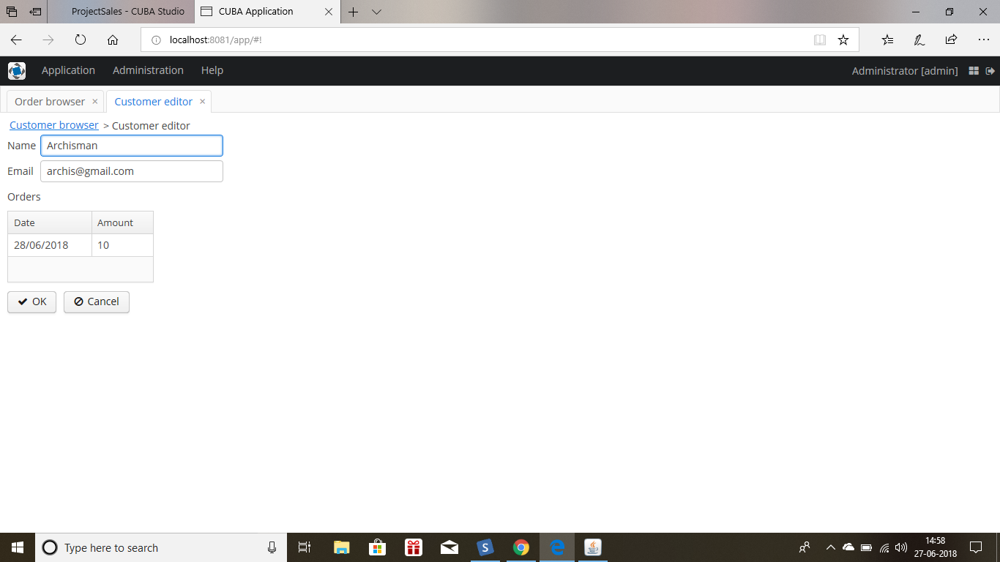 ProjectSales - CUBA Studio CUBA Application
localhost:8081/app/#!
Application Administration Help Administrator [admin]
Order browser × Customer editor ×
Customer browser > Customer editor
Name Archisman
Email archis@gmail.com
Orders
Date Amount
28/06/2018 10
OK Cancel
Type here to search S 14:58
27-06-2018